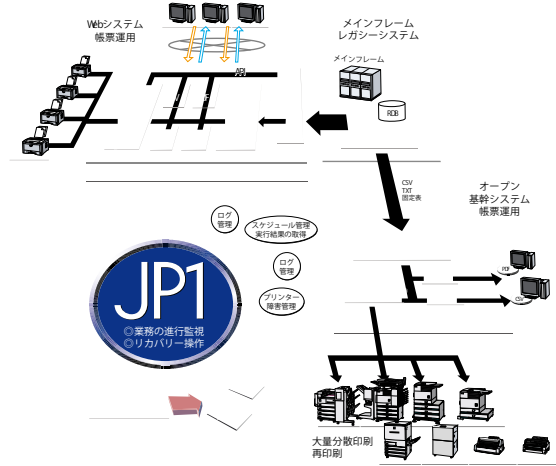 Webシステム
帳票運用
メインフレーム
レガシーシステム
メインフレーム
RDB
API
CSV
TXT
固定表
オープン
基幹システム
帳票運用
ログ
管理
スケジュール管理
実行結果の取得
ログ
管理
プリンター
障害管理
PDF
CSV
JP1
◎業務の進行監視
◎リカバリー操作
大量分散印刷
再印刷